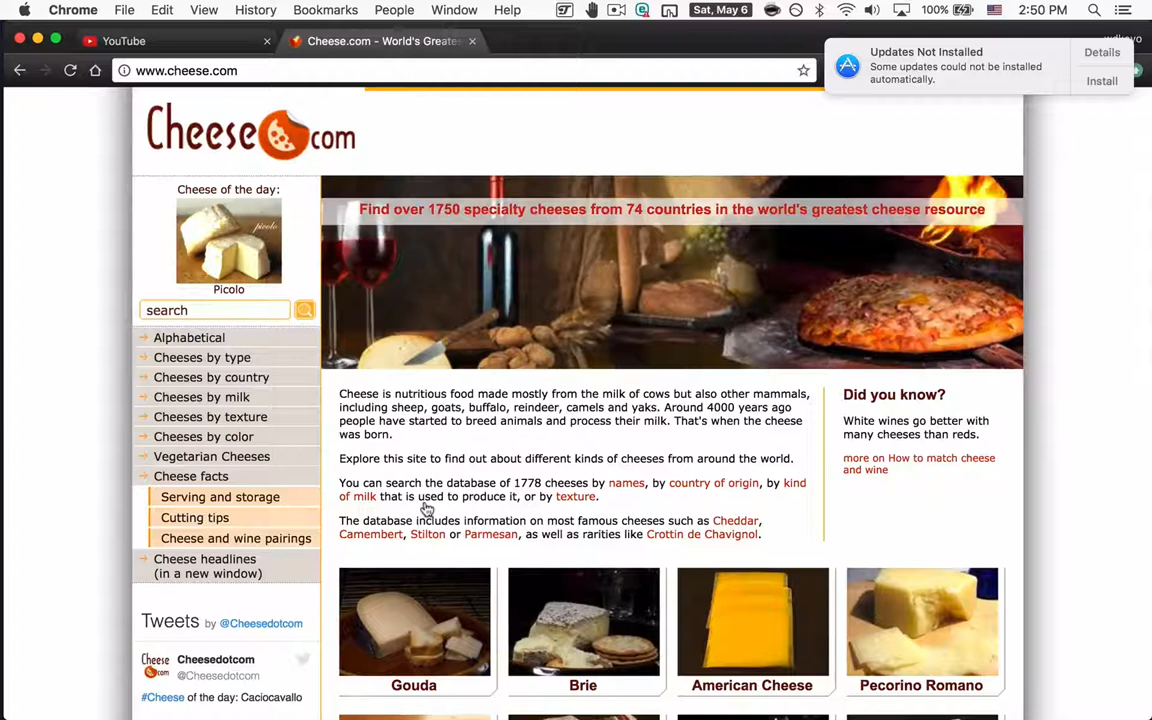 Chrome File Edit View History Bookmarks People Window Help Sat, May 6 100% 2:50 PM
YouTube
Cheese.com - World's Greate
www.cheese.com
Updates Not Installed
Some updates could not be installed
automatically.
Details
Install
Cheese com
Cheese of the day:
picolo
Picolo
search
Alphabetical
Cheeses by type
Cheeses by country
Cheeses by milk
Cheeses by texture
Cheeses by color
Vegetarian Cheeses
Cheese facts
Serving and storage
Cutting tips
Cheese and wine pairings
Cheese headlines
(in a new window)
Tweets by @Cheesedotcom
Cheese
com
Cheesedotcom
@Cheesedotcom
#Cheese of the day: Caciocavallo
Find over 1750 specialty cheeses from 74 countries in the world's greatest cheese resource
Cheese is nutritious food made mostly from the milk of cows but also other mammals,
including sheep, goats, buffalo, reindeer, camels and yaks. Around 4000 years ago
people have started to breed animals and process their milk. That's when the cheese
was born.
Explore this site to find out about different kinds of cheeses from around the world.
You can search the database of 1778 cheeses by names, by country of origin, by kind
of milk that is used to produce it, or by texture.
The database includes information on most famous cheeses such as Cheddar,
Camembert, Stilton or Parmesan, as well as rarities like Crottin de Chavignol.
Did you know?
White wines go better with
many cheeses than reds.
more on How to match cheese
and wine
Gouda
Brie
American Cheese
Pecorino Romano